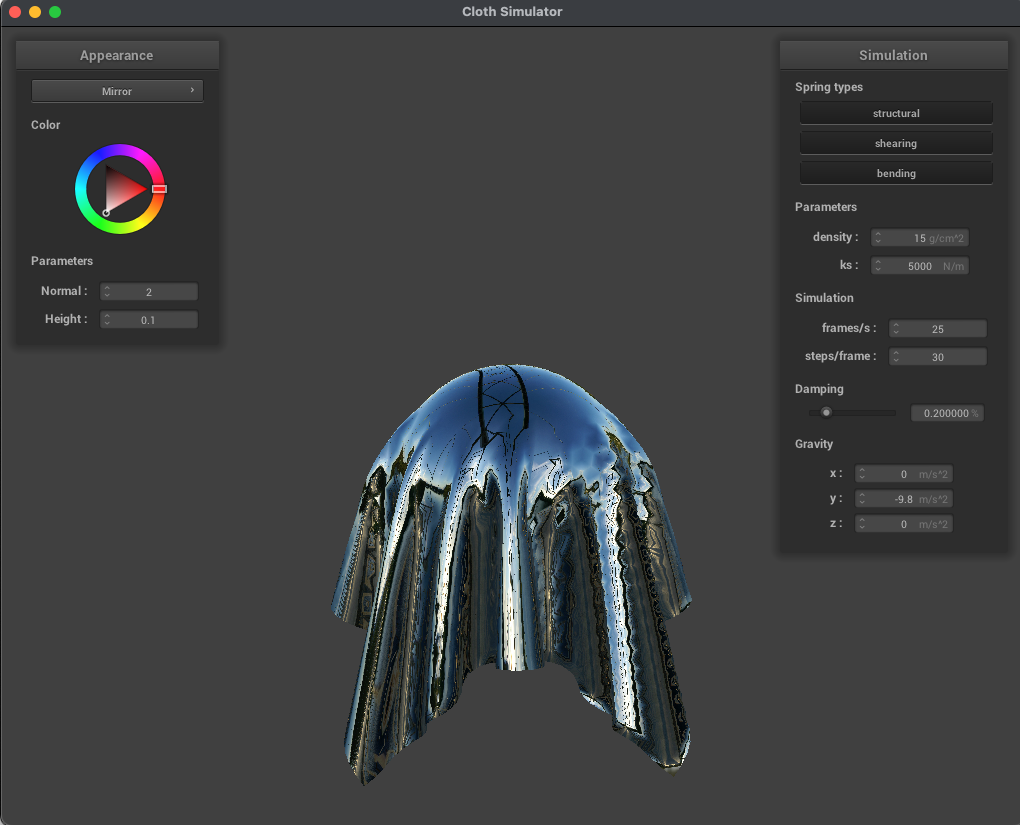 Cloth Simulator
Appearance
Mirror
Color
Parameters
Normal : 2
Height : 0.1
Simulation
Spring types
structural
shearing
bending
Parameters
density : 15 g/cm^2
ks : 5000 N/m
Simulation
frames/s : 25
steps/frame : 30
Damping
0.200000 %
Gravity
x : 0 m/s^2
y : -9.8 m/s^2
z : 0 m/s^2